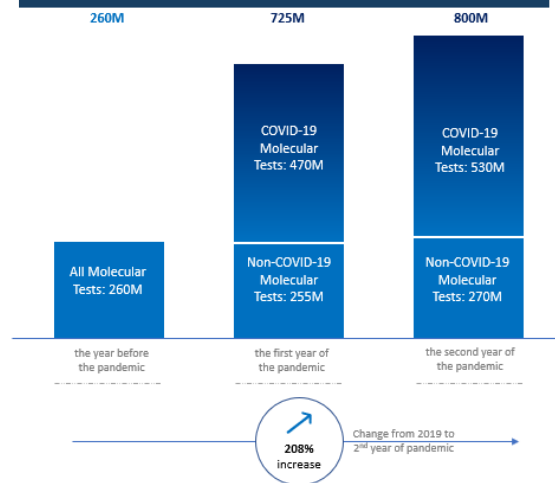 260M
725M
800M
COVID-19
Molecular
Tests: 470M
COVID-19
Molecular
Tests: 530M
All Molecular
Tests: 260M
Non-COVID-19
Molecular
Tests: 255M
Non-COVID-19
Molecular
Tests: 270M
the year before
the pandemic
the first year of
the pandemic
the second year of
the pandemic
208%
increase
Change from 2019 to
2nd year of pandemic